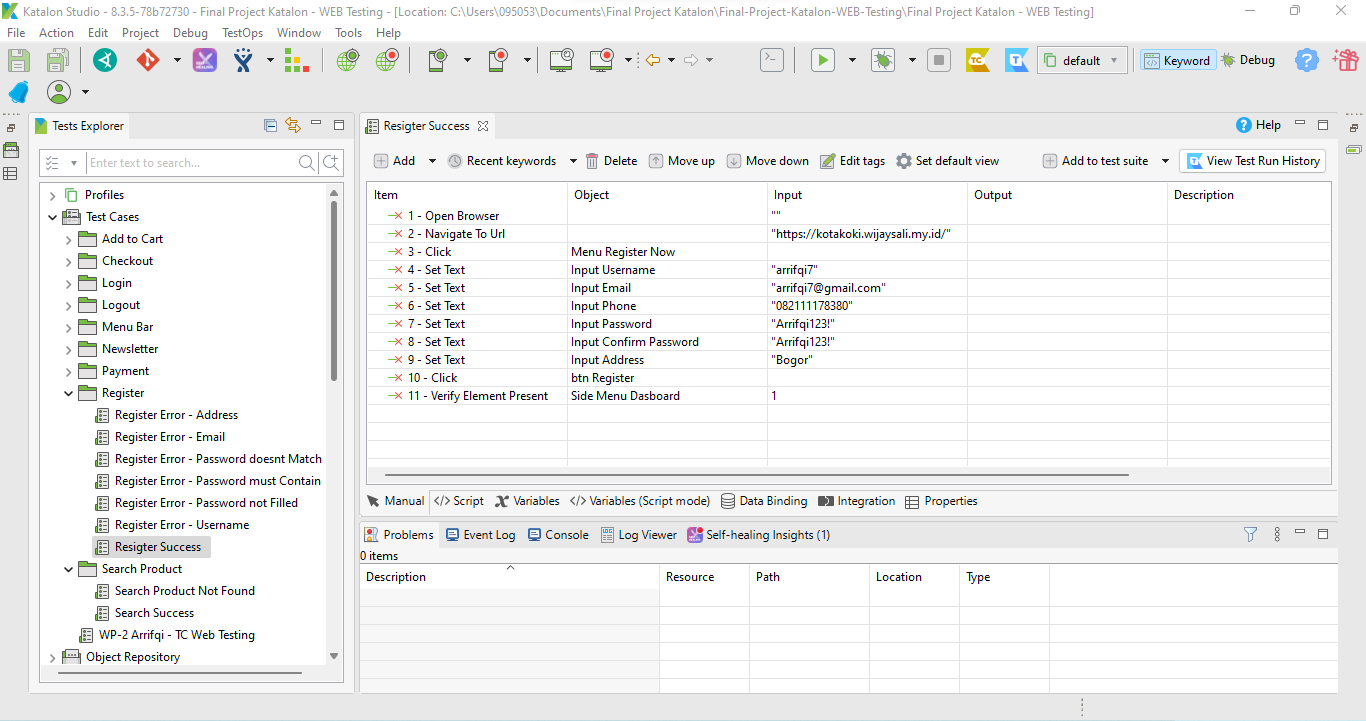 Katalon Studio - 8.3.5-78b72730 - Final Project Katalon - WEB Testing - [Location: C:\Users\095053\Documents\Final Project Katalon\Final-Project-Katalon-WEB-Testing\Final Project Katalon - WEB Testing]
File Action Edit Project Debug TestOps Window Tools Help
default Keyword Debug
Tests Explorer
Enter text to search...
Profiles
Test Cases
Add to Cart
Checkout
Login
Logout
Menu Bar
Newsletter
Payment
Register
Register Error - Address
Register Error - Email
Register Error - Password doesnt Match
Register Error - Password must Contain
Register Error - Password not Filled
Register Error - Username
Resigter Success
Search Product
Search Product Not Found
Search Success
WP-2 Arrifqi - TC Web Testing
Object Repository
Resigter Success Help
Add Recent keywords Delete Move up Move down Edit tags Set default view Add to test suite View Test Run History
Item Object Input Output Description
1 - Open Browser ""
2 - Navigate To Url "https://kotakoki.wijaysali.my.id/"
3 - Click Menu Register Now
4 - Set Text Input Username "arrifqi7"
5 - Set Text Input Email "arrifqi7@gmail.com"
6 - Set Text Input Phone "082111178380"
7 - Set Text Input Password "Arrifqi123!"
8 - Set Text Input Confirm Password "Arrifqi123!"
9 - Set Text Input Address "Bogor"
10 - Click btn Register
11 - Verify Element Present Side Menu Dasboard 1
Manual </> Script Variables </> Variables (Script mode) Data Binding Integration Properties
Problems Event Log Console Log Viewer Self-healing Insights (1)
0 items
Description Resource Path Location Type